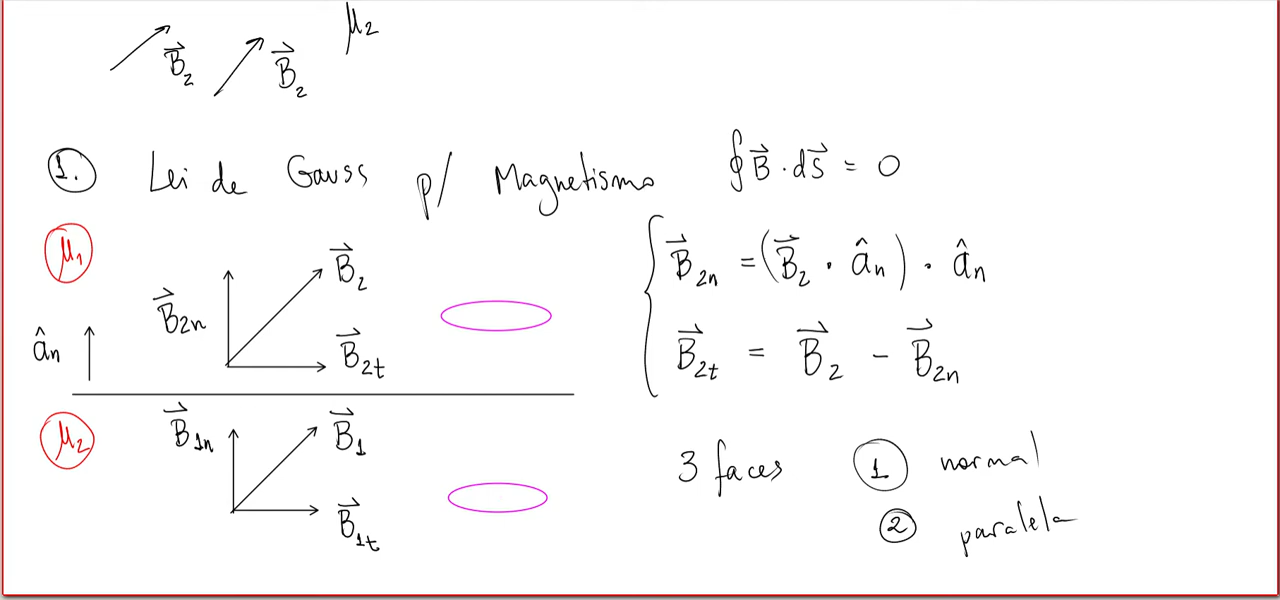 μ₂
B⃗₂ B⃗₂
1. Lei de Gauss p/ Magnetismo ∮B⃗ · dS⃗ = 0
μ₁
B⃗₂
B⃗₂n
B⃗₂t
ân
B⃗₂n = (B⃗₂ · ân) · ân
B⃗₂t = B⃗₂ - B⃗₂n
μ₂
B⃗₁n
B⃗₁
B⃗₁t
3 faces 1 normal
2 paralela